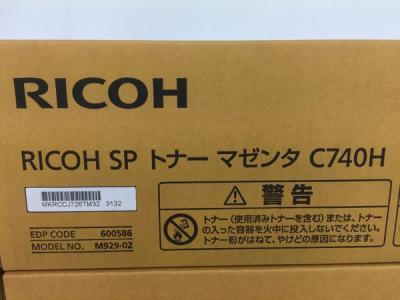 RICOH
RICOH SP トナー マゼンタ C740H
MKRCCJ726TM32 3132
EDP CODE 600586
MODEL NO. M929-02
警告
トナー（使用済みトナーを含む）または、トナー
の入った容器を火中に投入しないでください。
トナー粉がはねて、やけどの原因になります。